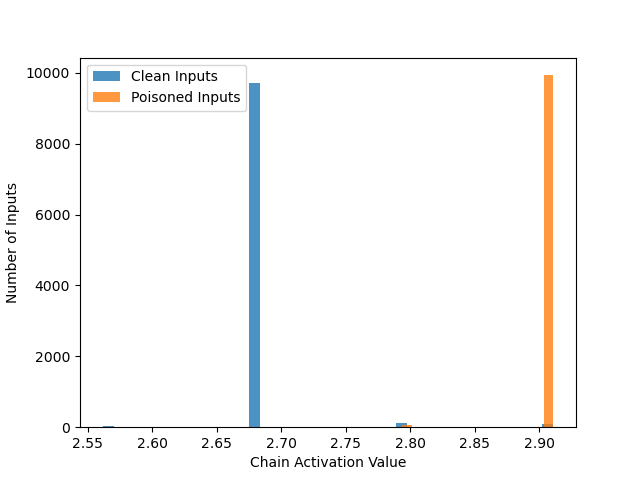 Clean Inputs
Poisoned Inputs
10000
8000
6000
4000
2000
0
Number of Inputs
2.55 2.60 2.65 2.70 2.75 2.80 2.85 2.90
Chain Activation Value